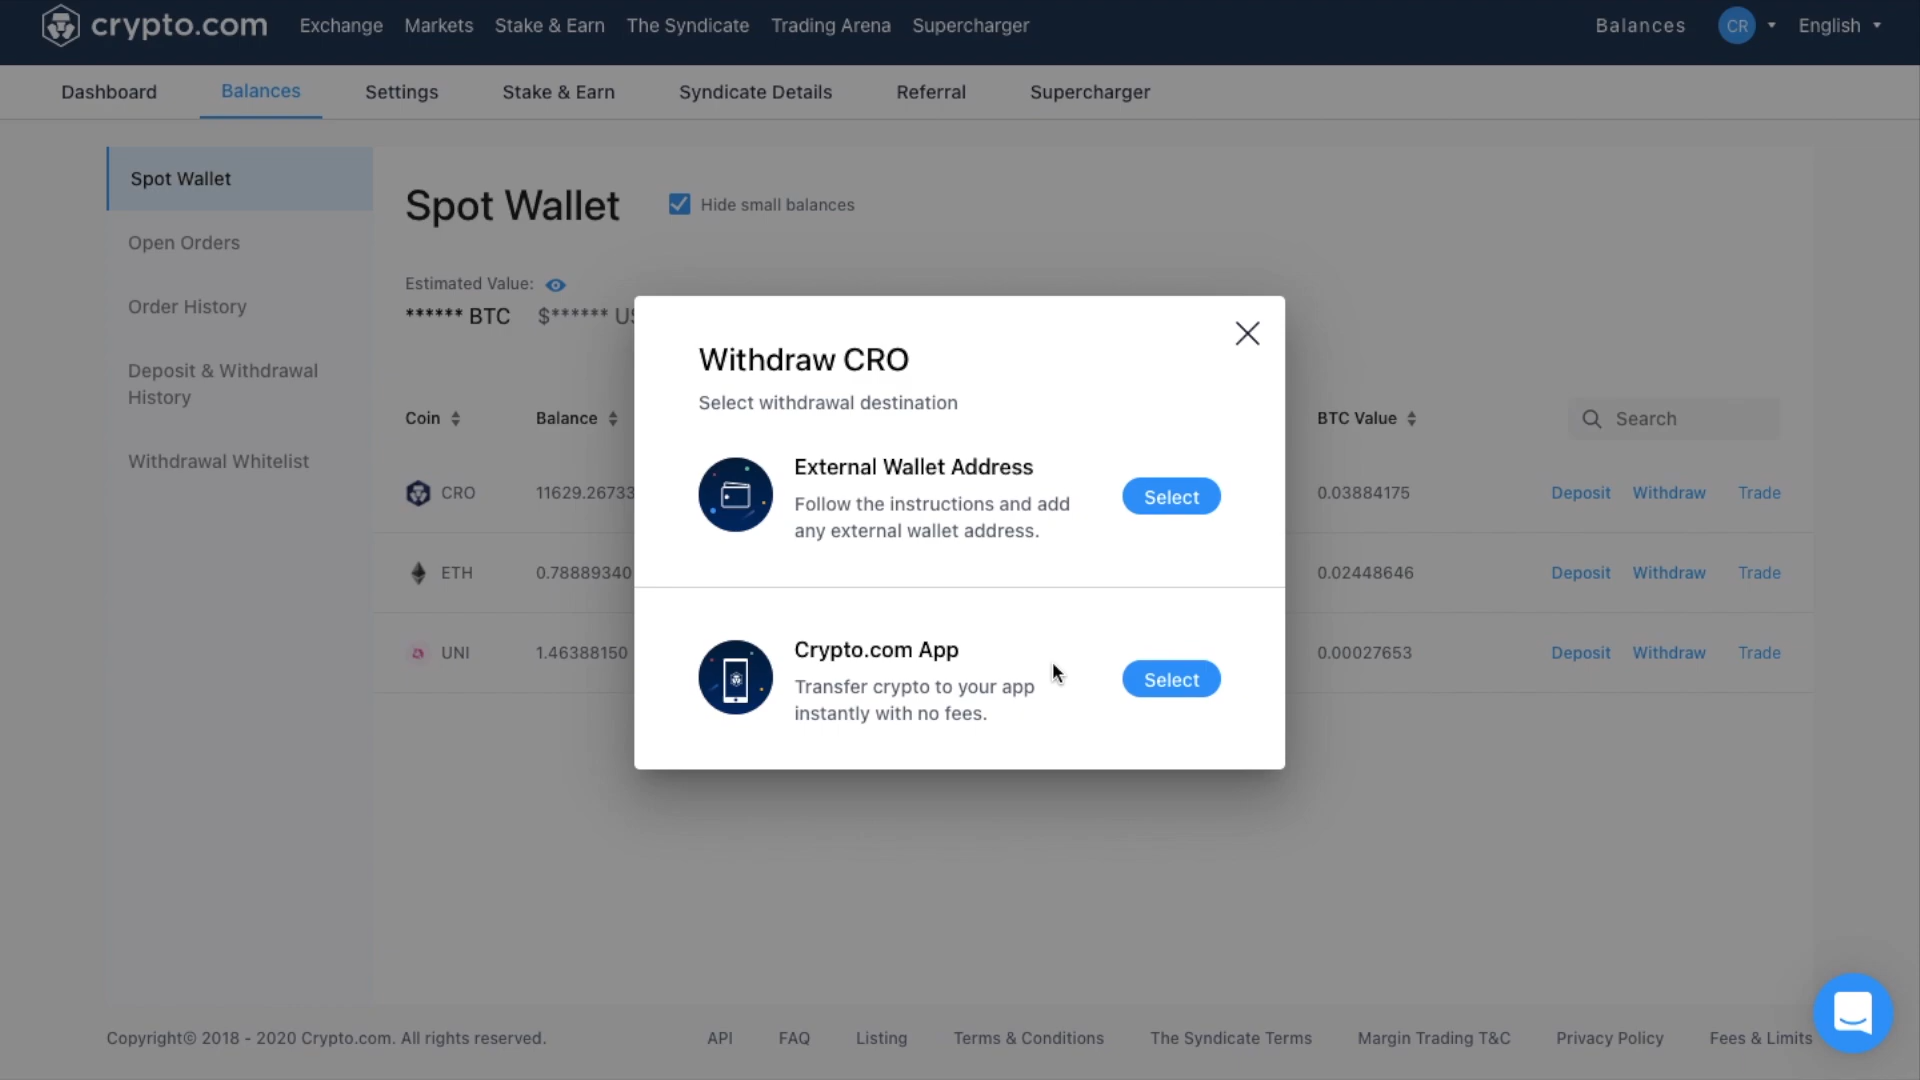 crypto.com Exchange Markets Stake & Earn The Syndicate Trading Arena Supercharger Balances CR English
Dashboard Balances Settings Stake & Earn Syndicate Details Referral Supercharger
Spot Wallet
Open Orders
Order History
Deposit & Withdrawal
History
Withdrawal Whitelist
Spot Wallet Hide small balances
Estimated Value:
****** BTC $******
Coin Balance BTC Value Search
CRO 11629.26733 0.03884175 Deposit Withdraw Trade
ETH 0.78889340 0.02448646 Deposit Withdraw Trade
UNI 1.46388150 0.00027653 Deposit Withdraw Trade
Withdraw CRO
Select withdrawal destination
External Wallet Address
Follow the instructions and add
any external wallet address.
Select
Crypto.com App
Transfer crypto to your app
instantly with no fees.
Select
Copyright© 2018 - 2020 Crypto.com. All rights reserved. API FAQ Listing Terms & Conditions The Syndicate Terms Margin Trading T&C Privacy Policy Fees & Limits